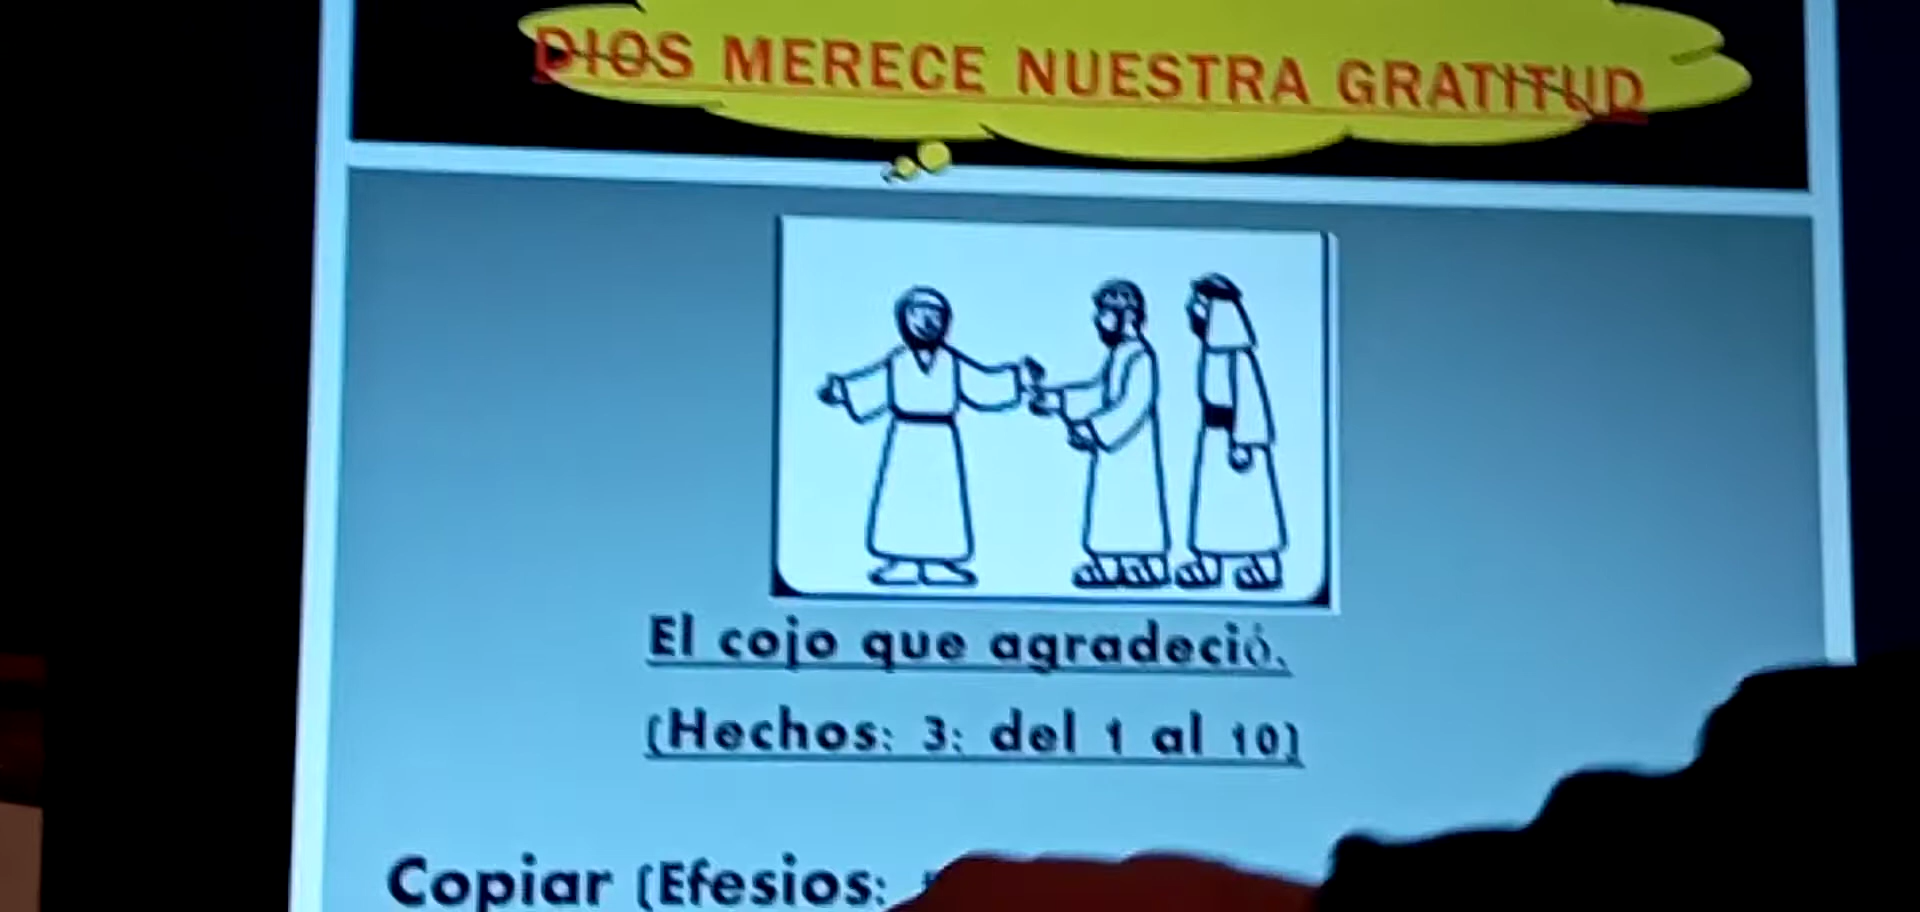 DIOS MERECE NUESTRA GRATITUD
El cojo que agradeció.
(Hechos: 3: del 1 al 10)
Copiar (Efesios: